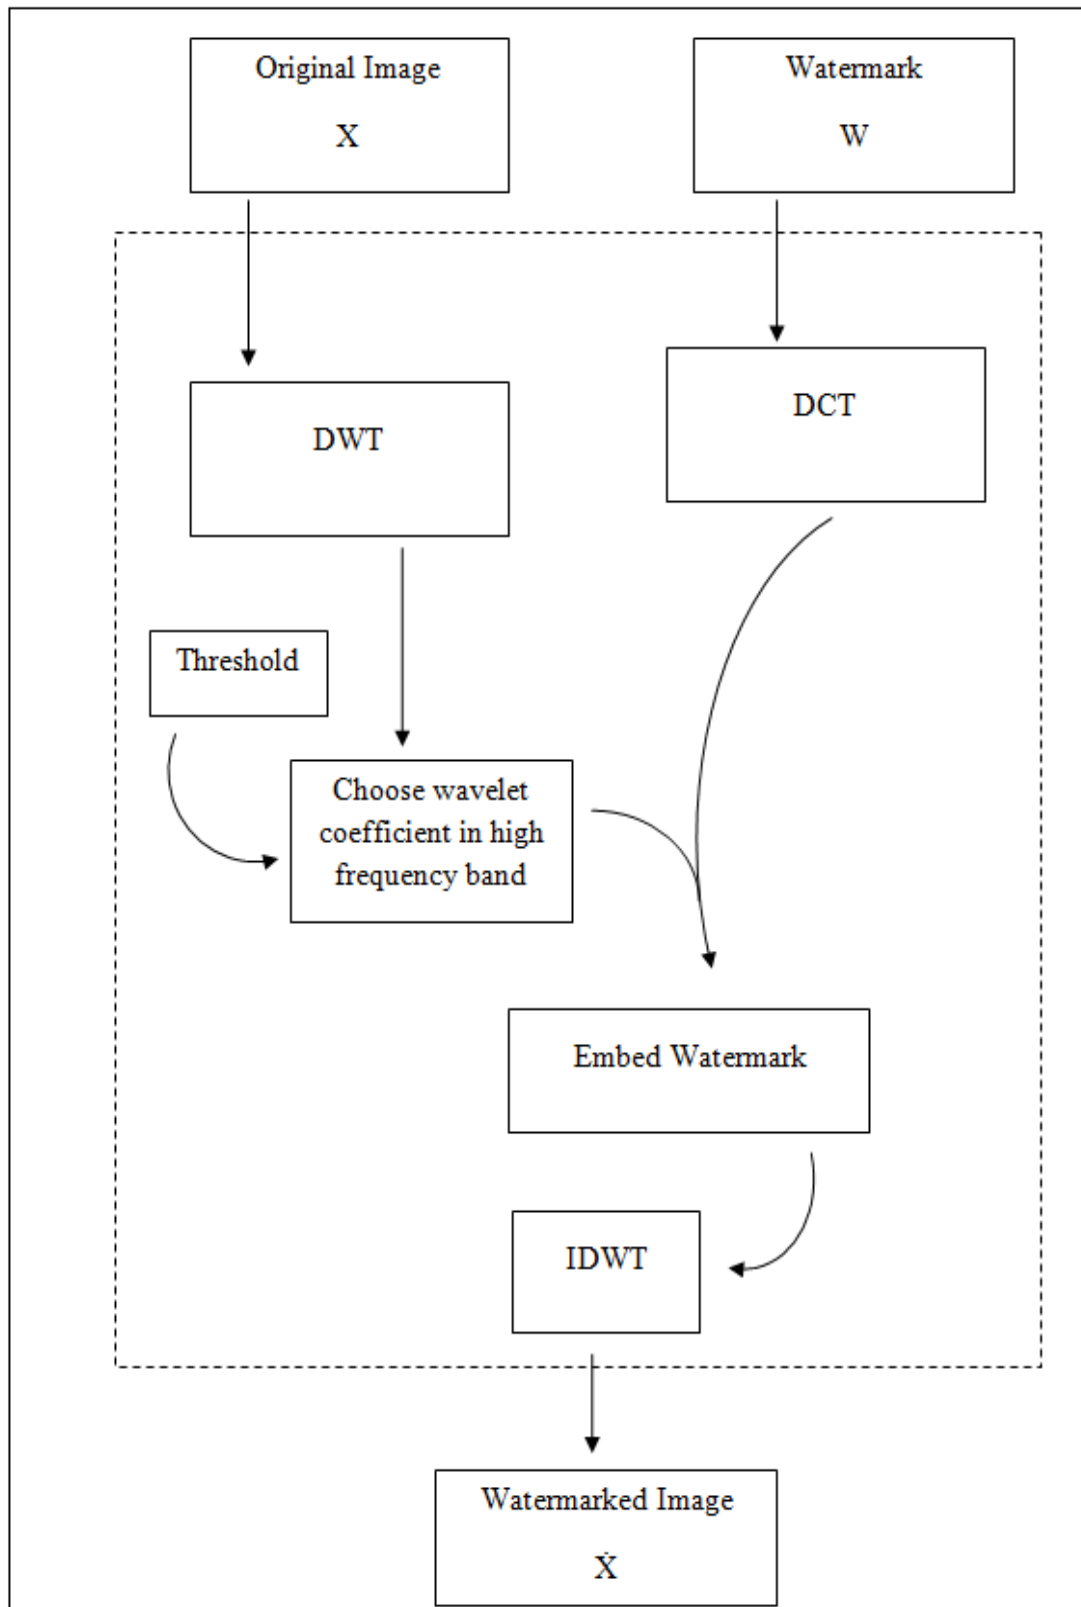 Original Image
X
Watermark
W
DWT
DCT
Threshold
Choose wavelet
coefficient in high
frequency band
Embed Watermark
IDWT
Watermarked Image
Ẋ